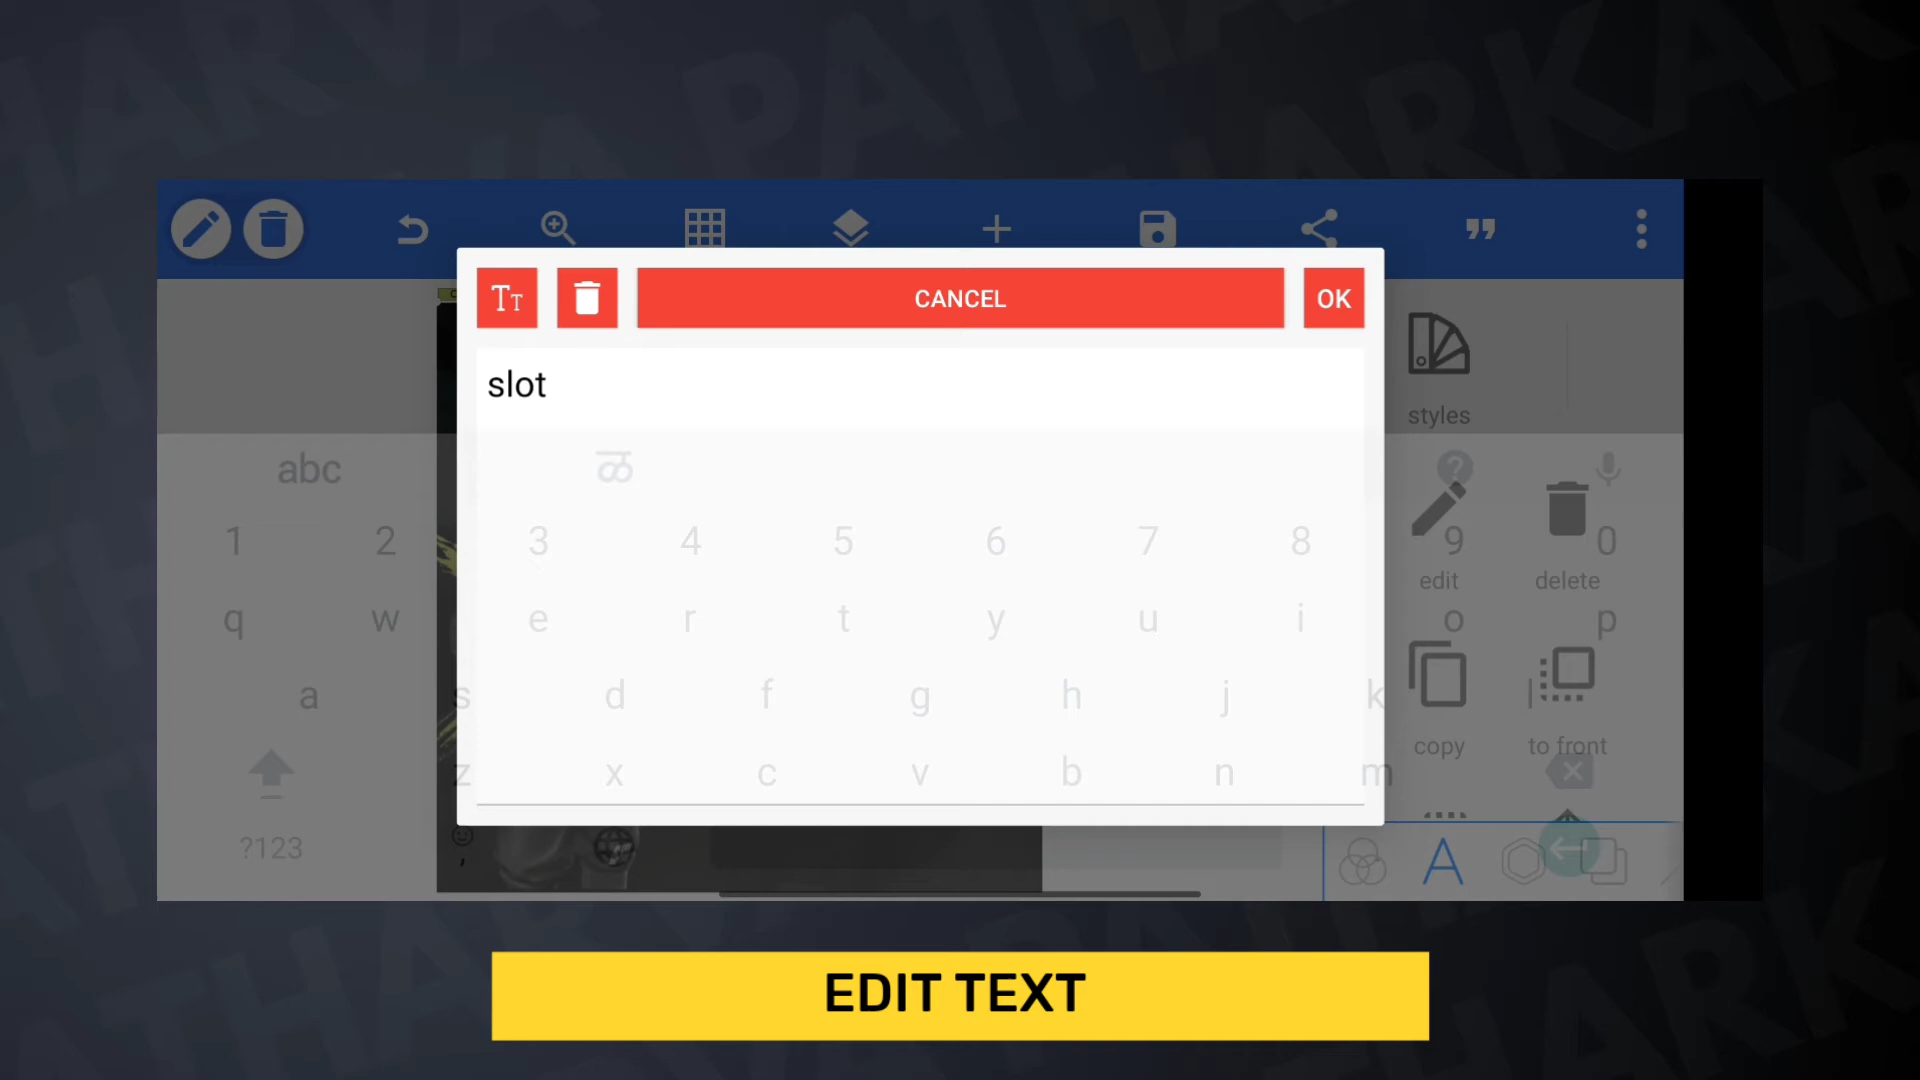 CANCEL
OK
slot
styles
abc
ळ
1 2 3 4 5 6 7 8 9 0
edit
delete
q w e r t y u i o p
a s d f g h j k l
copy
to front
z x c v b n m
?123
,
A
EDIT TEXT